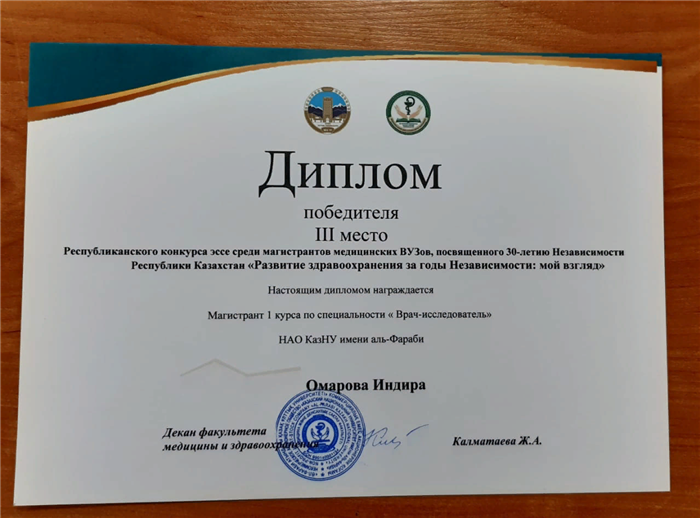 Диплом
победителя
III место
Республиканского конкурса эссе среди магистрантов медицинских ВУЗов, посвященного 30-летию Независимости
Республики Казахстан «Развитие здравоохранения за годы Независимости: мой взгляд»
Настоящим дипломом награждается
Магистрант 1 курса по специальности « Врач-исследователь»
НАО КазНУ имени аль-Фараби
Омарова Индира
Декан факультета
медицины и здравоохранения
Калматаева Ж.А.